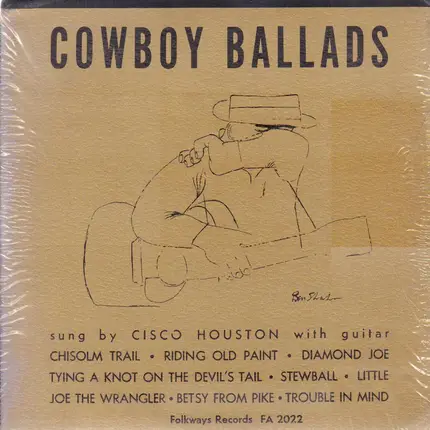 COWBOY BALLADS
Ben Shahn
sung by CISCO HOUSTON with guitar
CHISOLM TRAIL • RIDING OLD PAINT • DIAMOND JOE
TYING A KNOT ON THE DEVIL'S TAIL • STEWBALL • LITTLE
JOE THE WRANGLER • BETSY FROM PIKE • TROUBLE IN MIND
Folkways Records FA 2022